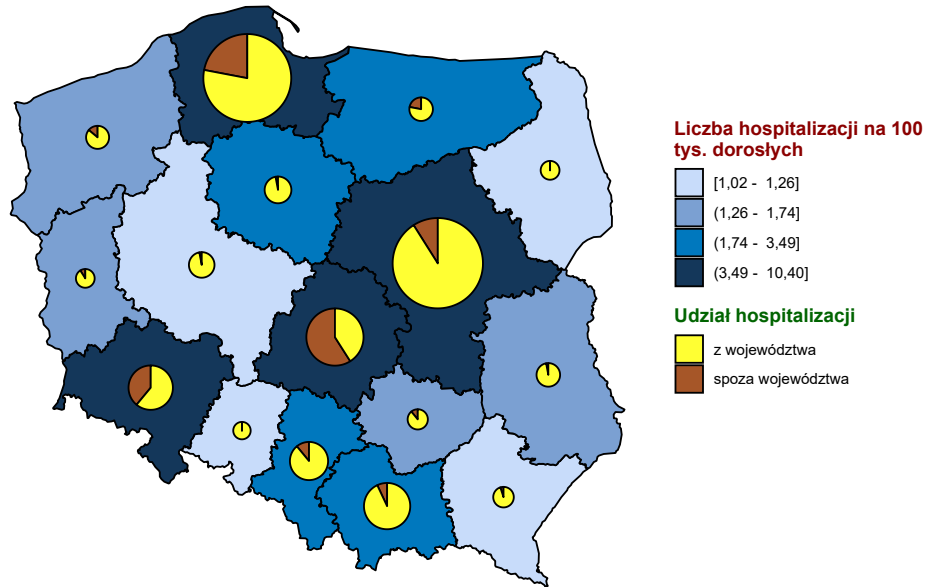 Liczba hospitalizacji na 100
tys. dorosłych
[1,02 - 1,26]
(1,26 - 1,74]
(1,74 - 3,49]
(3,49 - 10,40]
Udział hospitalizacji
z województwa
spoza województwa